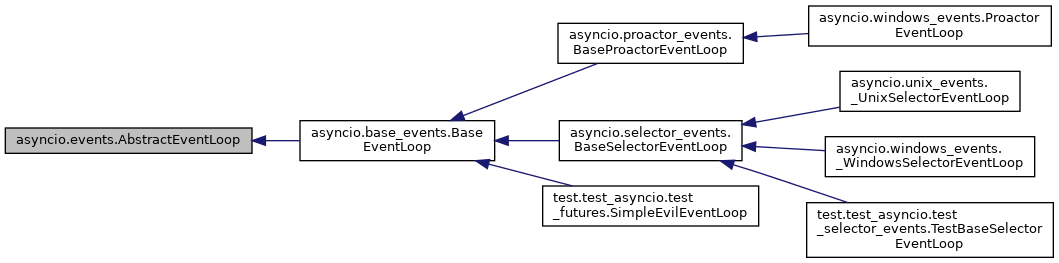 asyncio.events.AbstractEventLoop
asyncio.base_events.Base
EventLoop
asyncio.proactor_events.
BaseProactorEventLoop
asyncio.selector_events.
BaseSelectorEventLoop
test.test_asyncio.test
_futures.SimpleEvilEventLoop
asyncio.windows_events.Proactor
EventLoop
asyncio.unix_events.
_UnixSelectorEventLoop
asyncio.windows_events.
_WindowsSelectorEventLoop
test.test_asyncio.test
_selector_events.TestBaseSelector
EventLoop